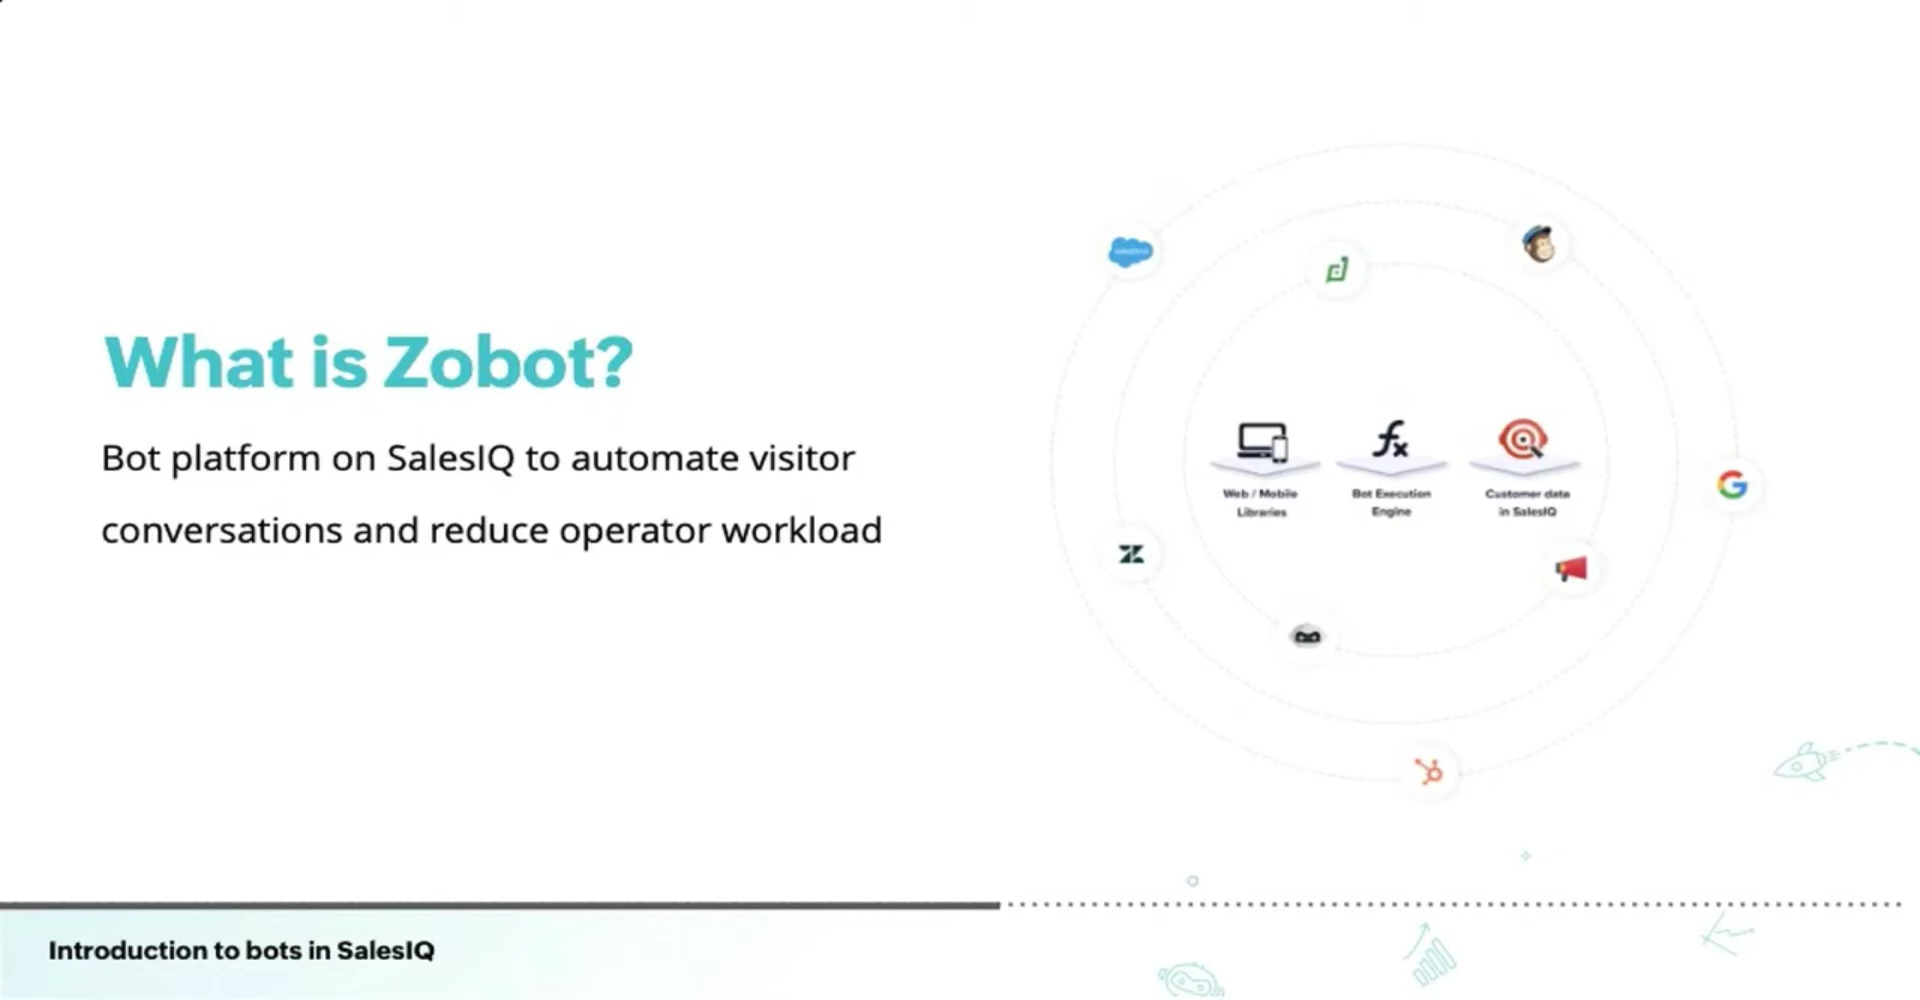 What is Zobot?
Bot platform on SalesIQ to automate visitor
conversations and reduce operator workload
Web / Mobile
Libraries
Bot Execution
Engine
Customer data
in SalesIQ
Introduction to bots in SalesIQ